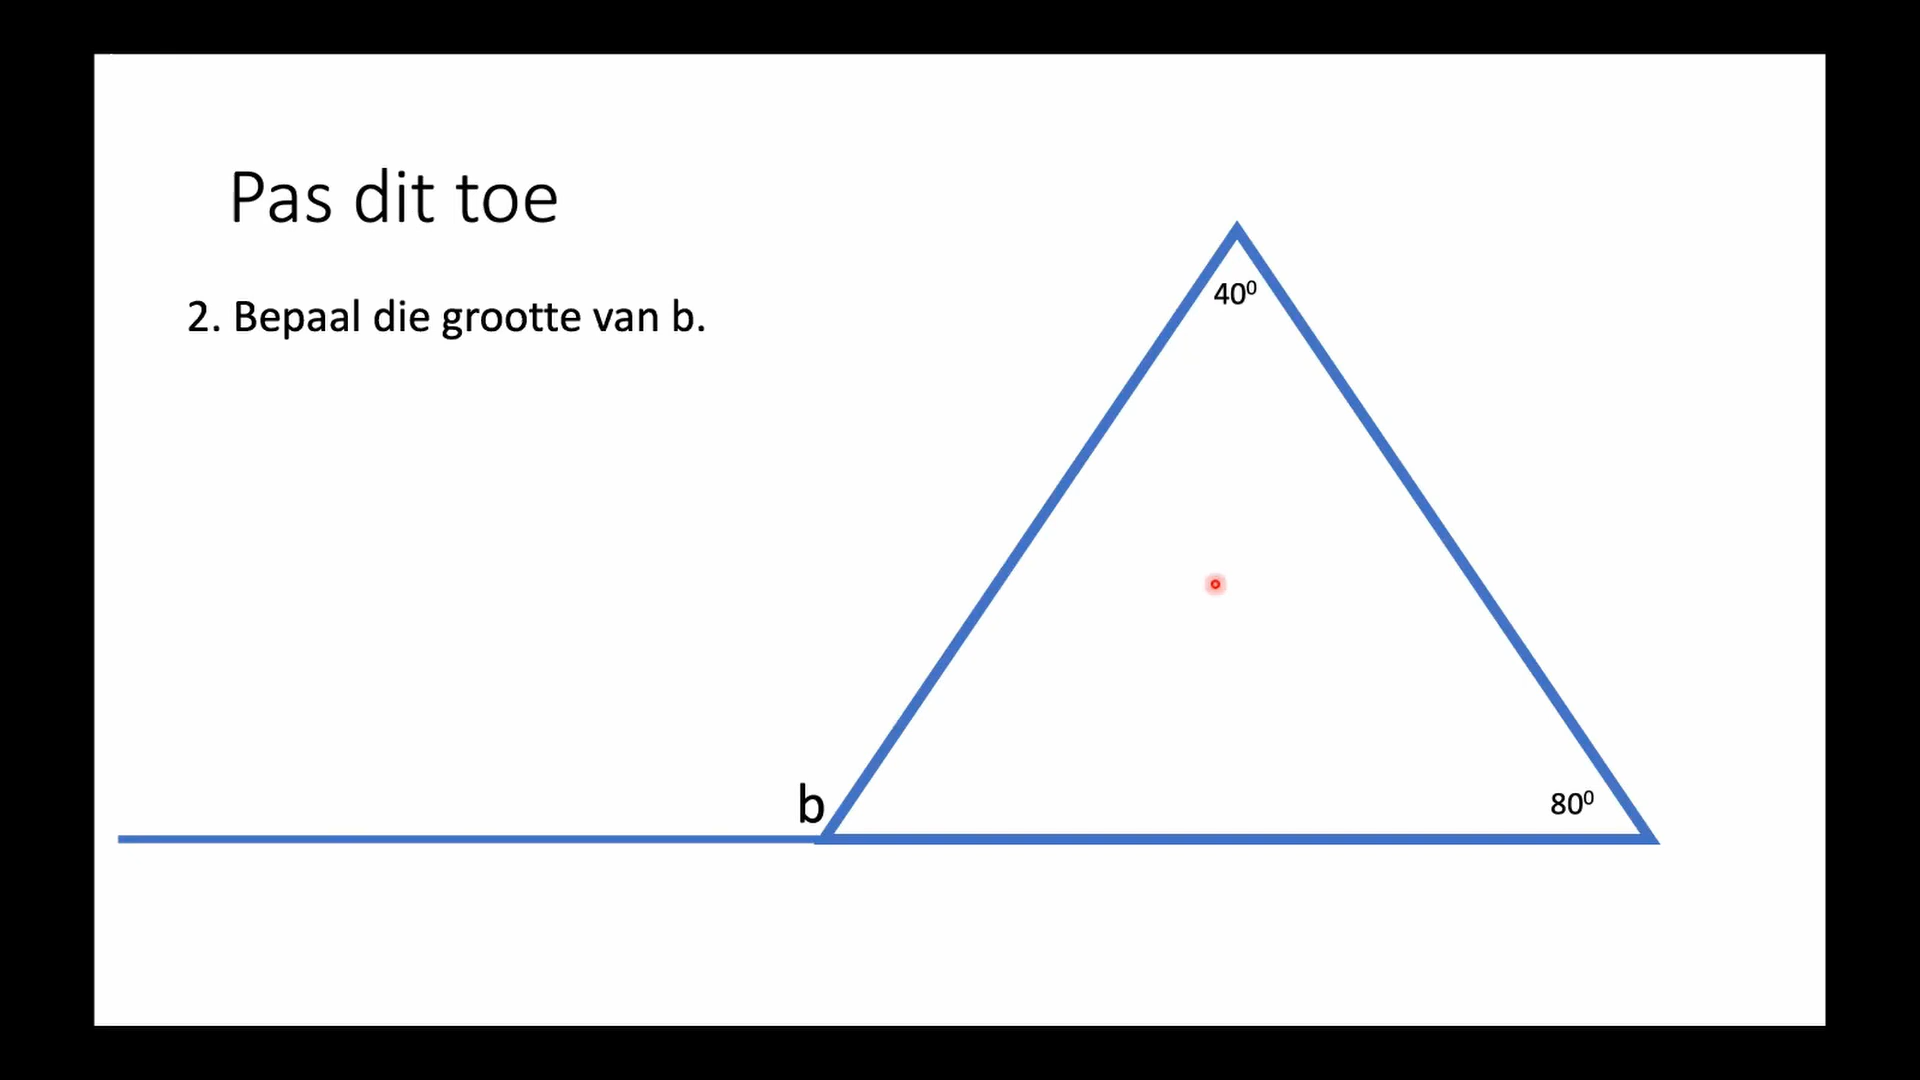 Pas dit toe
2. Bepaal die grootte van b.
40⁰
b
80⁰